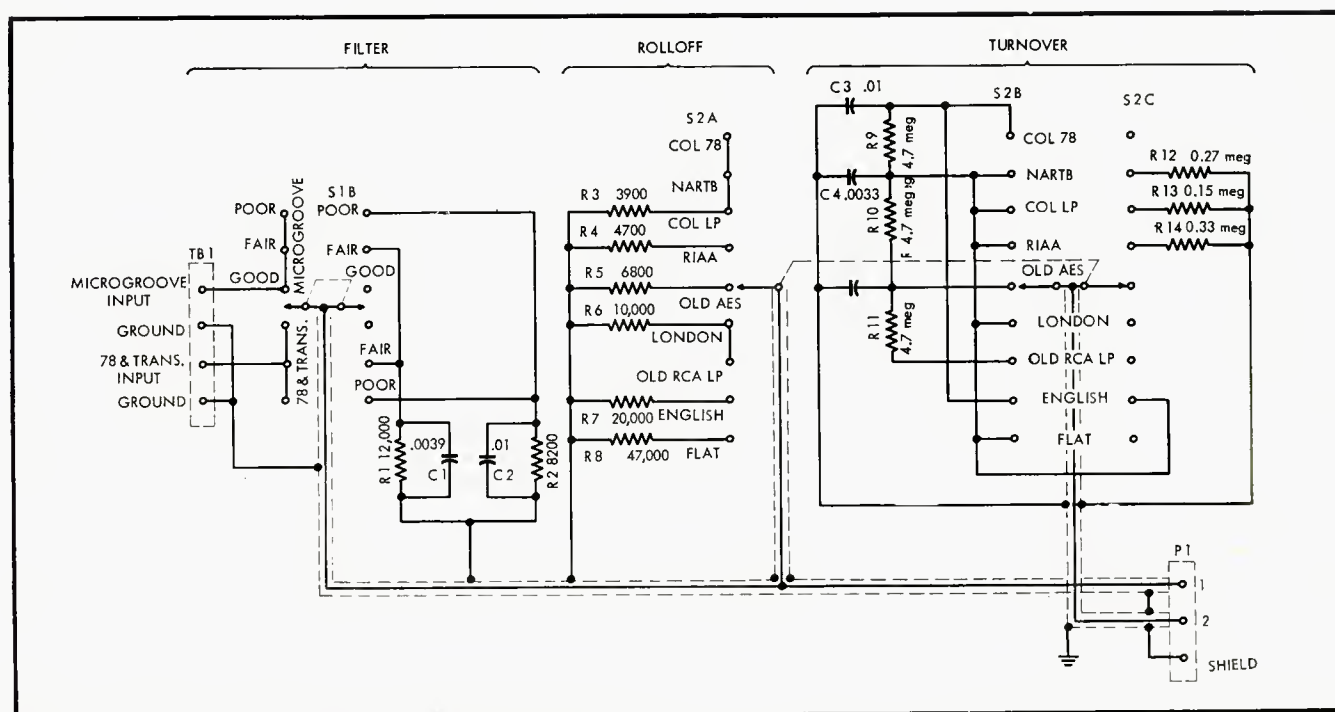 FILTER
ROLLOFF
TURNOVER
TB1
MICROGROOVE INPUT
GROUND
78 & TRANS. INPUT
GROUND
POOR
FAIR
GOOD
MICROGROOVE
78 & TRANS.
S1B
POOR
FAIR
GOOD
FAIR
POOR
R1 12,000
.0039
C1
.01
C2
R2 8200
S2A
COL 78
NARTB
R3 3900
COL LP
R4 4700
RIAA
R5 6800
OLD AES
R6 10,000
LONDON
OLD RCA LP
R7 20,000
ENGLISH
R8 47,000
FLAT
C3 .01
R9 4.7 meg
C4 .0033
R10 4.7 meg
R11 4.7 meg
S2B
COL 78
NARTB
COL LP
RIAA
OLD AES
LONDON
OLD RCA LP
ENGLISH
FLAT
S2C
R12 0.27 meg
R13 0.15 meg
R14 0.33 meg
P1
1
2
SHIELD